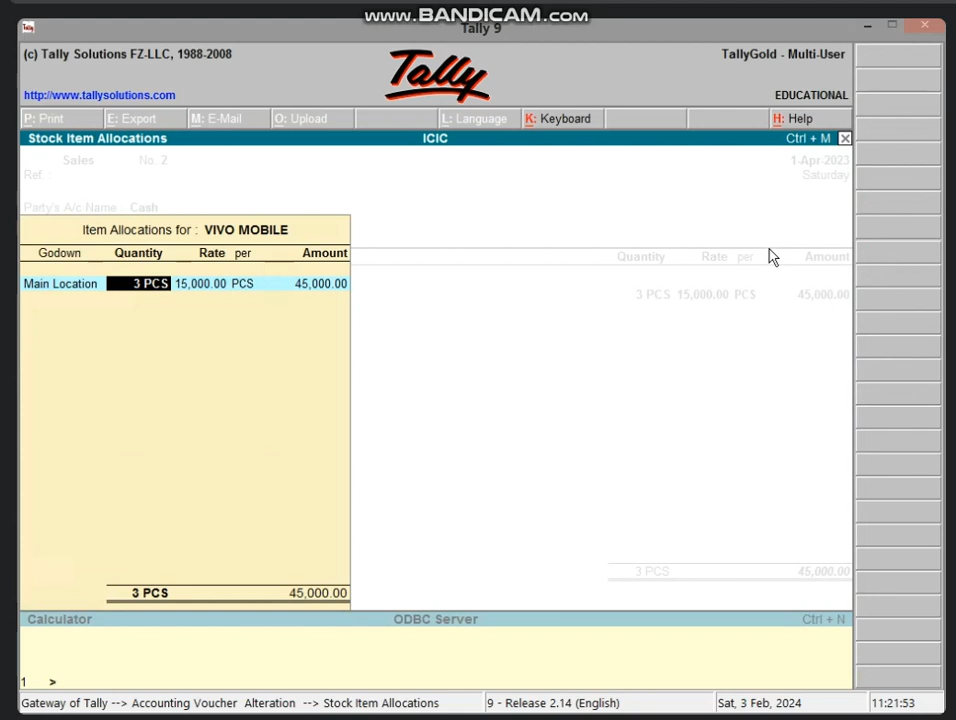 www.BANDICAM.com
Tally 9
Tally
(c) Tally Solutions FZ-LLC, 1988-2008
Tally
TallyGold - Multi-User
http://www.tallysolutions.com
EDUCATIONAL
P: Print E: Export M: E-Mail O: Upload L: Language K: Keyboard H: Help
Stock Item Allocations ICIC Ctrl + M
Sales No. 2 1-Apr-2023
Ref. Saturday
Party's A/c Name : Cash
Item Allocations for : VIVO MOBILE
Godown Quantity Rate per Amount
Quantity Rate per Amount
Main Location 3 PCS 15,000.00 PCS 45,000.00
3 PCS 15,000.00 PCS 45,000.00
3 PCS 45,000.00
3 PCS 45,000.00
Calculator ODBC Server Ctrl + N
1 >
Gateway of Tally --> Accounting Voucher Alteration --> Stock Item Allocations 9 - Release 2.14 (English) Sat, 3 Feb, 2024 11:21:53